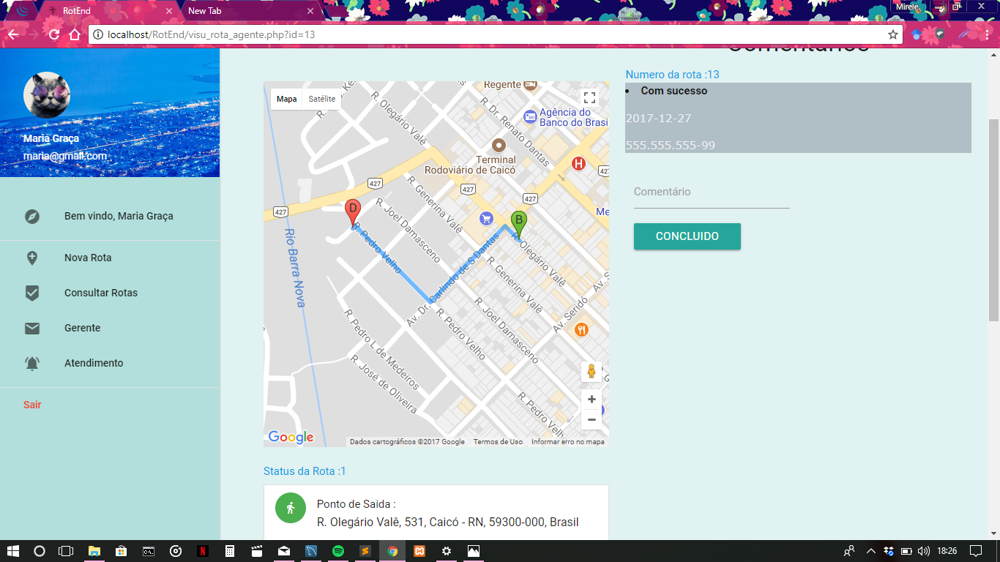 RotEnd
New Tab
Mirele
localhost/RotEnd/visu_rota_agente.php?id=13
Maria Graça
maria@gmail.com
Bem vindo, Maria Graça
Nova Rota
Consultar Rotas
Gerente
Atendimento
Sair
Mapa
Satélite
Regente
R. Olegário Valê
R. Dr. Renato Dantas
Agência do
Banco do Brasi
Terminal
Rodoviário de Caicó
H
427
427
427
427
427
R. Generina Valê
R. Joel Damasceno
D
B
Me
R. Pedro Velho
R. Olegário Valê
Rio Barra Nova
Av. Dr. Carlindo de S Dantas
R. Generina Valê
Av. Seridó
R. Joel Damasceno
R. Pedro Velho
R. Pedro L de Medeiros
R. José de Oliveira
R. Pedro Velh
Google
Dados cartográficos ©2017 Google
Termos de Uso
Informar erro no mapa
Status da Rota :1
Ponto de Saida :
R. Olegário Valê, 531, Caicó - RN, 59300-000, Brasil
Numero da rota :13
Com sucesso
2017-12-27
555.555.555-99
Comentário
CONCLUIDO
18:26